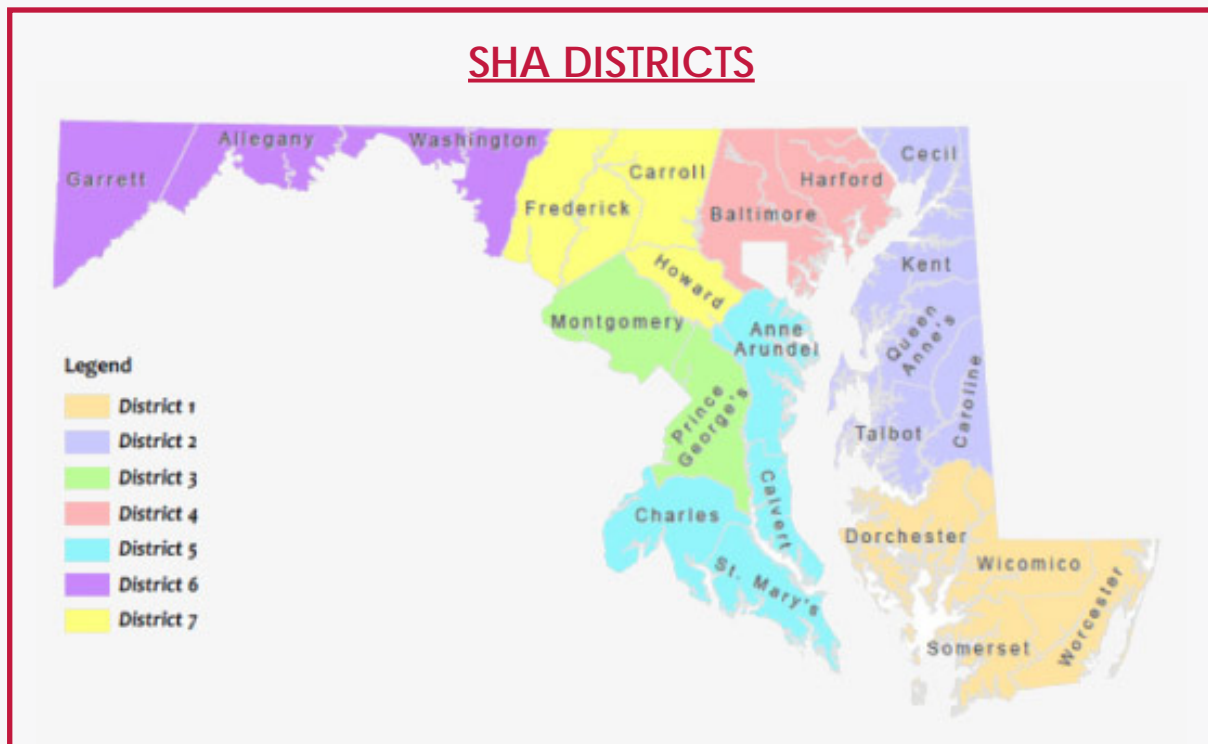 SHA DISTRICTS
Garrett
Allegany
Washington
Frederick
Carroll
Baltimore
Harford
Cecil
Kent
Howard
Montgomery
Anne
Arundel
Queen
Anne's
Caroline
Talbot
Prince
George's
Calvert
Charles
St. Mary's
Dorchester
Wicomico
Worcester
Somerset
Legend
District 1
District 2
District 3
District 4
District 5
District 6
District 7